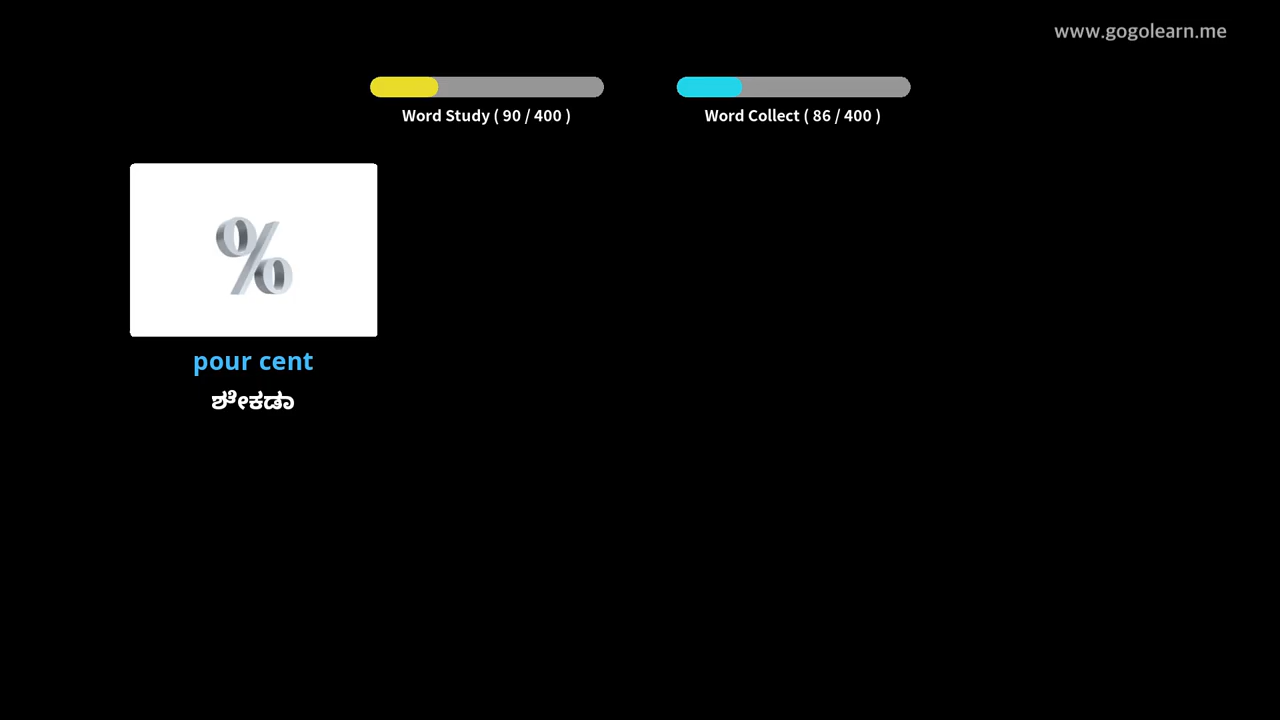 www.gogolearn.me
Word Study ( 90 / 400 )
Word Collect ( 86 / 400 )
%
pour cent
ಶೇಕಡಾ